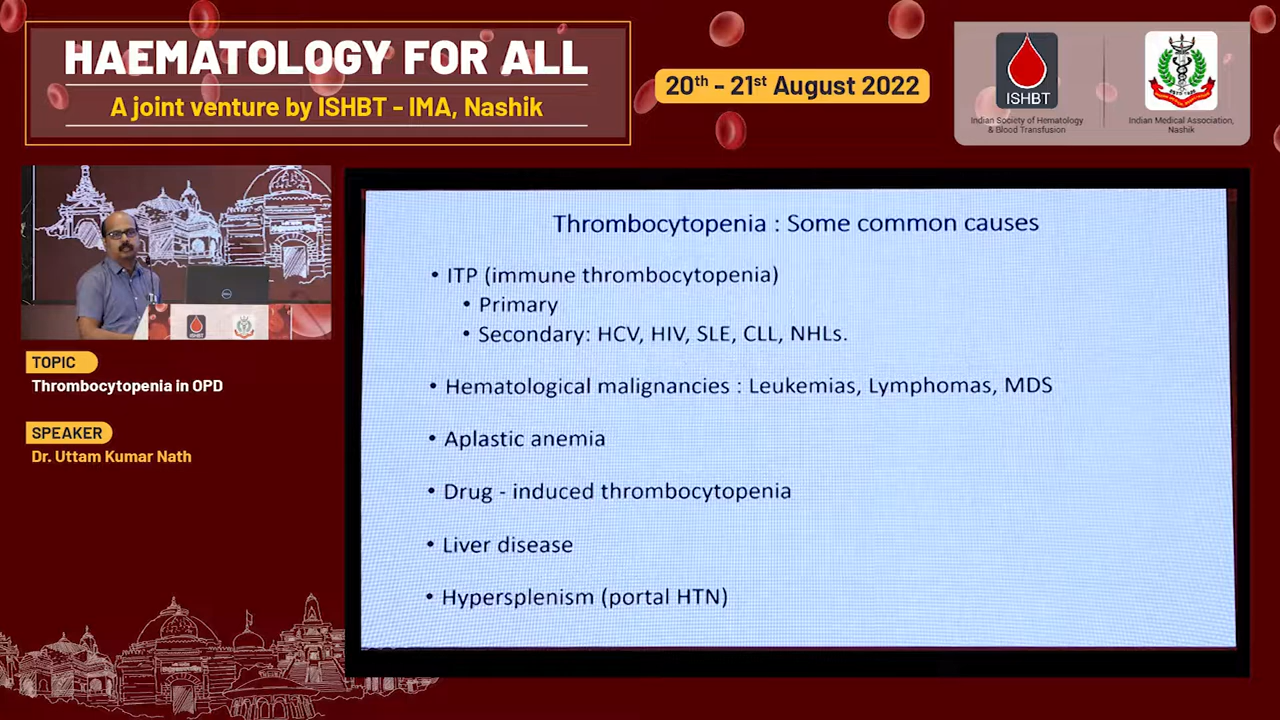 HAEMATOLOGY FOR ALL
A joint venture by ISHBT - IMA, Nashik
20th - 21st August 2022
ISHBT
Indian Society of Hematology
& Blood Transfusion
Indian Medical Association,
Nashik
TOPIC
Thrombocytopenia in OPD
SPEAKER
Dr. Uttam Kumar Nath
Thrombocytopenia : Some common causes
• ITP (immune thrombocytopenia)
• Primary
• Secondary: HCV, HIV, SLE, CLL, NHLs.
• Hematological malignancies : Leukemias, Lymphomas, MDS
• Aplastic anemia
• Drug - induced thrombocytopenia
• Liver disease
• Hypersplenism (portal HTN)